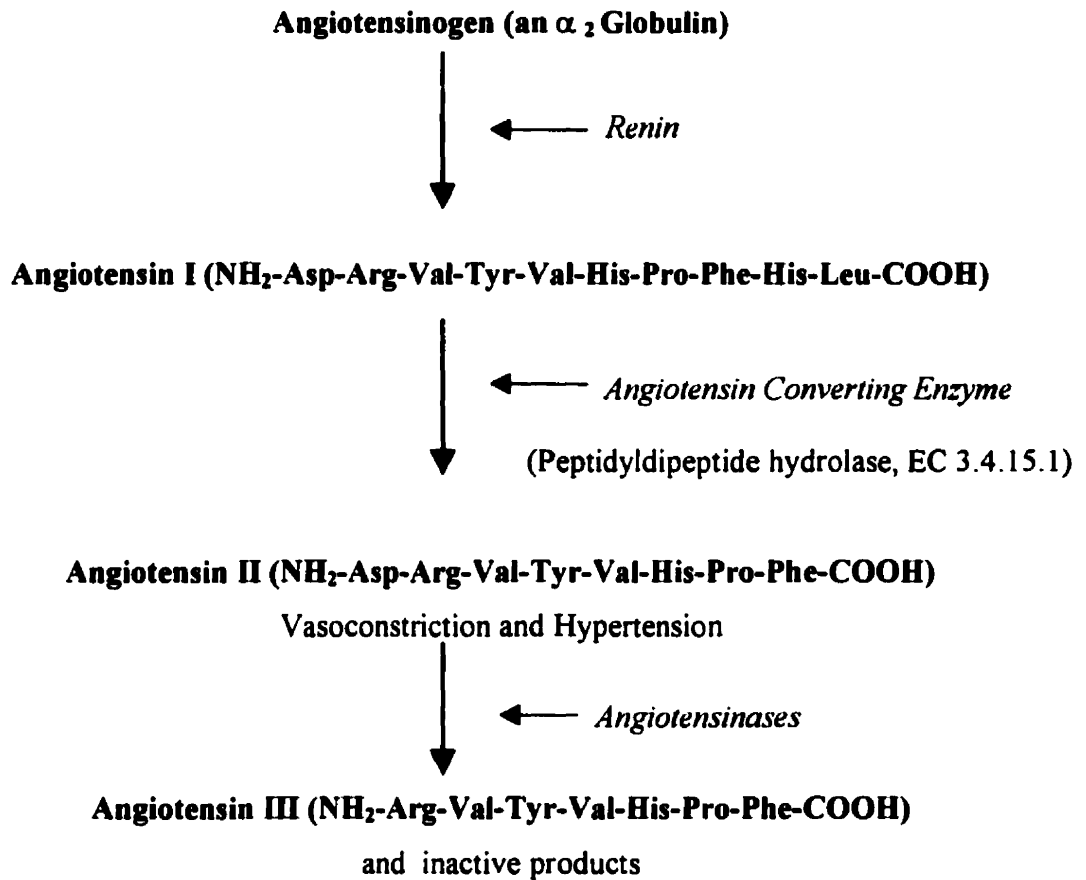 Angiotensinogen (an α ₂ Globulin)
Renin
Angiotensin I (NH₂-Asp-Arg-Val-Tyr-Val-His-Pro-Phe-His-Leu-COOH)
Angiotensin Converting Enzyme
(Peptidyldipeptide hydrolase, EC 3.4.15.1)
Angiotensin II (NH₂-Asp-Arg-Val-Tyr-Val-His-Pro-Phe-COOH)
Vasoconstriction and Hypertension
Angiotensinases
Angiotensin III (NH₂-Arg-Val-Tyr-Val-His-Pro-Phe-COOH)
and inactive products